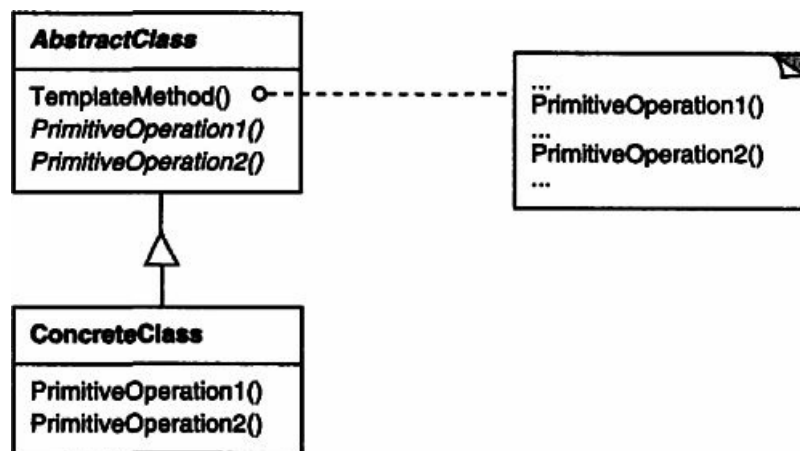 AbstractClass
TemplateMethod()
PrimitiveOperation1()
PrimitiveOperation2()
...
PrimitiveOperation1()
...
PrimitiveOperation2()
...
ConcreteClass
PrimitiveOperation1()
PrimitiveOperation2()